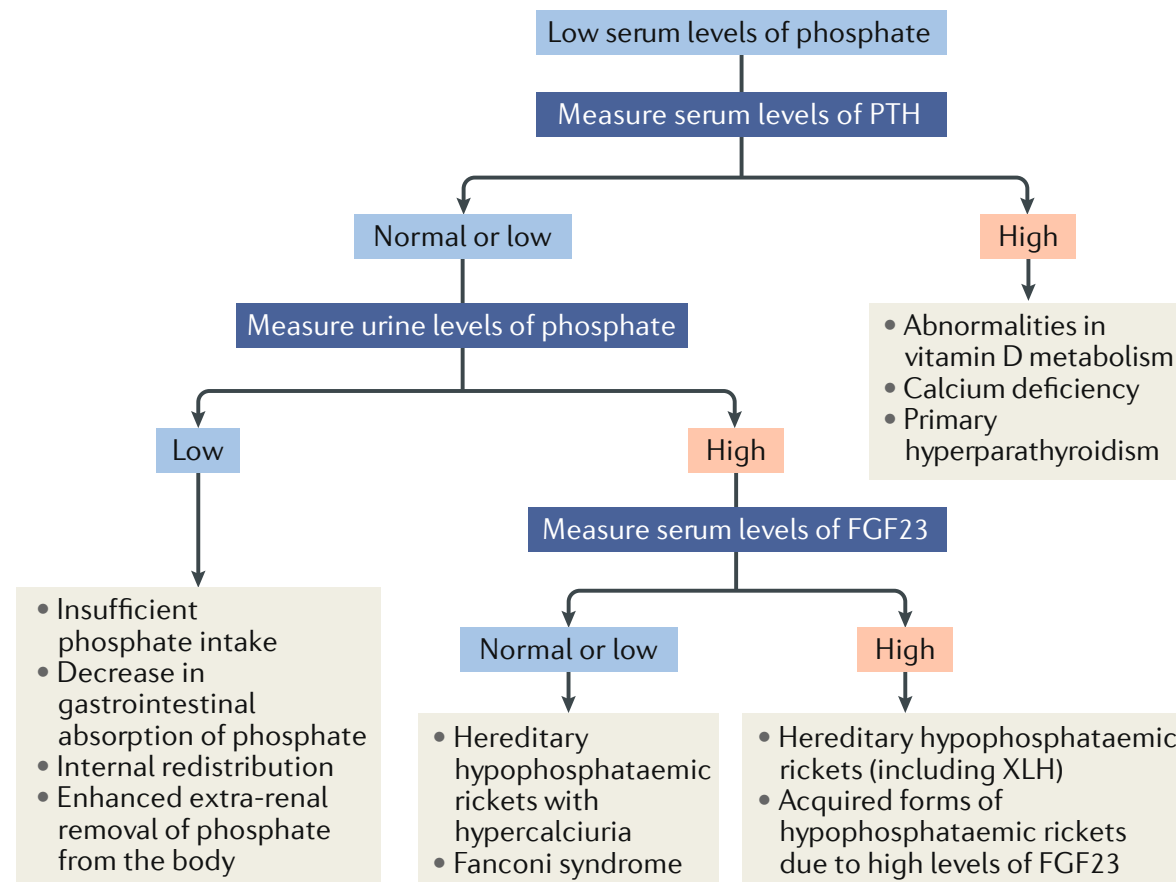 Low serum levels of phosphate
Measure serum levels of PTH
Normal or low
High
Measure urine levels of phosphate
• Abnormalities in
vitamin D metabolism
• Calcium deficiency
• Primary
hyperparathyroidism
Low
High
Measure serum levels of FGF23
• Insufficient
phosphate intake
• Decrease in
gastrointestinal
absorption of phosphate
• Internal redistribution
• Enhanced extra-renal
removal of phosphate
from the body
Normal or low
High
• Hereditary
hypophosphataemic
rickets with
hypercalciuria
• Fanconi syndrome
• Hereditary hypophosphataemic
rickets (including XLH)
• Acquired forms of
hypophosphataemic rickets
due to high levels of FGF23